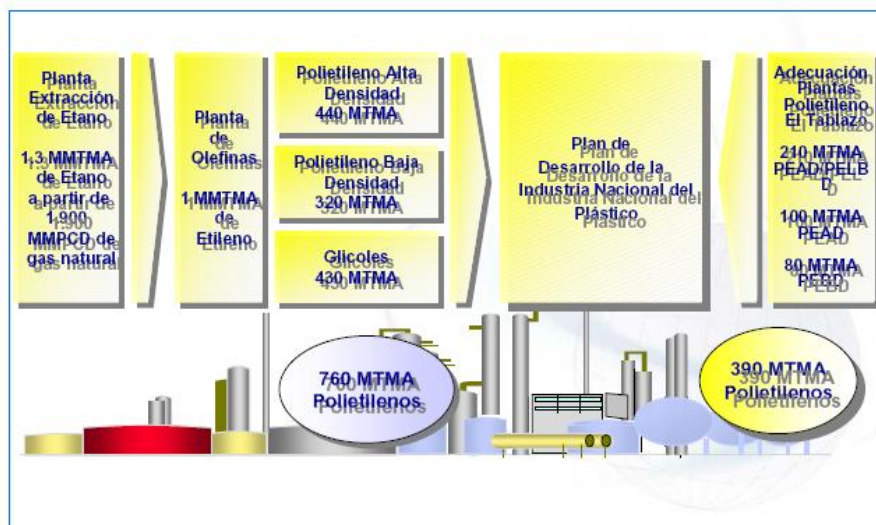 Planta
Extracción
de Etano
1.3 MMTMA
de Etano
a partir de
1.900
MMPCD de
gas natural
Planta
de
Olefinas
1 MMTMA
de
Etileno
Polietileno Alta
Densidad
440 MTMA
Polietileno Baja
Densidad
320 MTMA
Glicoles
430 MTMA
Plan de
Desarrollo de la
Industria Nacional del
Plástico
Adecuación
Plantas
Polietileno
El Tablazo
210 MTMA
PEAD/PELB
D
100 MTMA
PEAD
80 MTMA
PEBD
760 MTMA
Polietilenos
390 MTMA
Polietilenos